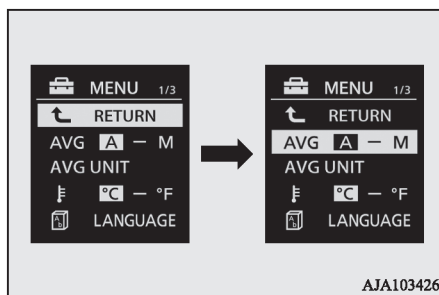 MENU 1/3
RETURN
AVG A – M
AVG UNIT
°C – °F
LANGUAGE
MENU 1/3
RETURN
AVG A – M
AVG UNIT
°C – °F
LANGUAGE
AJA103426